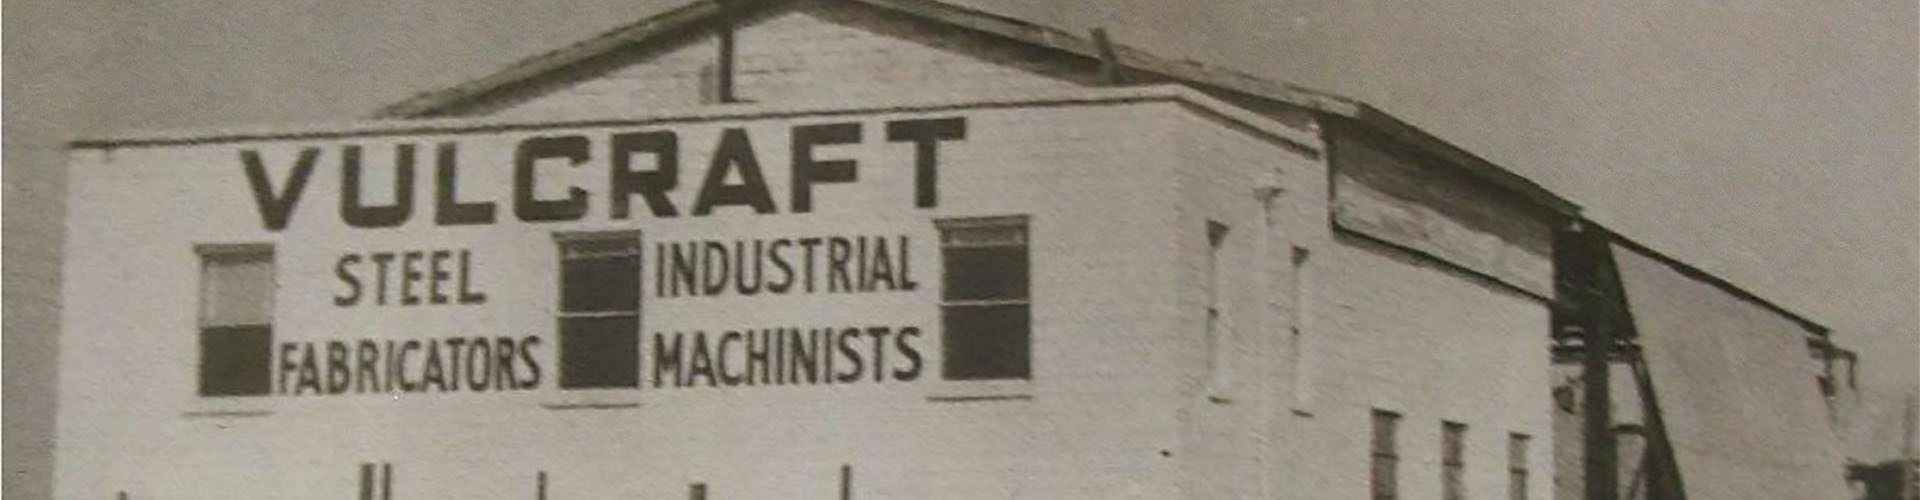 VULCRAFT
STEEL
FABRICATORS
INDUSTRIAL
MACHINISTS